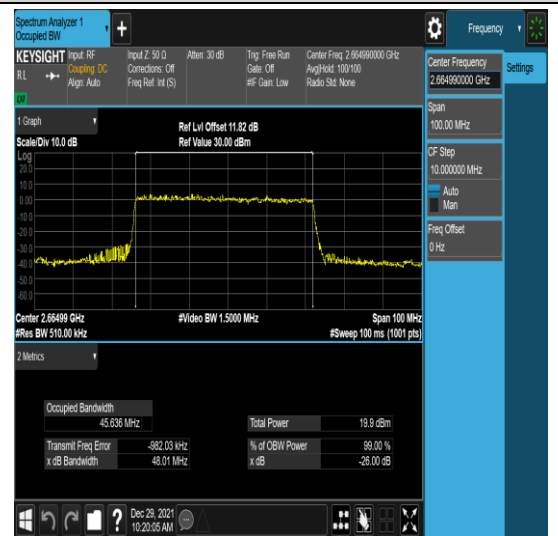 Spectrum Analyzer 1
Occupied BW
Frequency
KEYSIGHT
Input: RF
Coupling: DC
Align: Auto
Input Z: 50 Ω
Corrections: Off
Freq Ref: Int (S)
Atten: 30 dB
Trig: Free Run
Gate: Off
#IF Gain: Low
Center Freq: 2.664990000 GHz
Avg|Hold: 100/100
Radio Std: None
RL
Center Frequency
2.664990000 GHz
Settings
Span
100.00 MHz
CF Step
10.000000 MHz
Auto
Man
Freq Offset
0 Hz
1 Graph
Scale/Div 10.0 dB
Ref Lvl Offset 11.82 dB
Ref Value 30.00 dBm
Log
20.0
10.0
0.00
-10.0
-20.0
-30.0
-40.0
-50.0
-60.0
Center 2.66499 GHz
#Video BW 1.5000 MHz
Span 100 MHz
#Res BW 510.00 kHz
#Sweep 100 ms (1001 pts)
2 Metrics
Occupied Bandwidth
45.636 MHz
Total Power 19.9 dBm
Transmit Freq Error -982.03 kHz
% of OBW Power 99.00 %
x dB Bandwidth 48.01 MHz
x dB -26.00 dB
Dec 29, 2021
10:20:05 AM